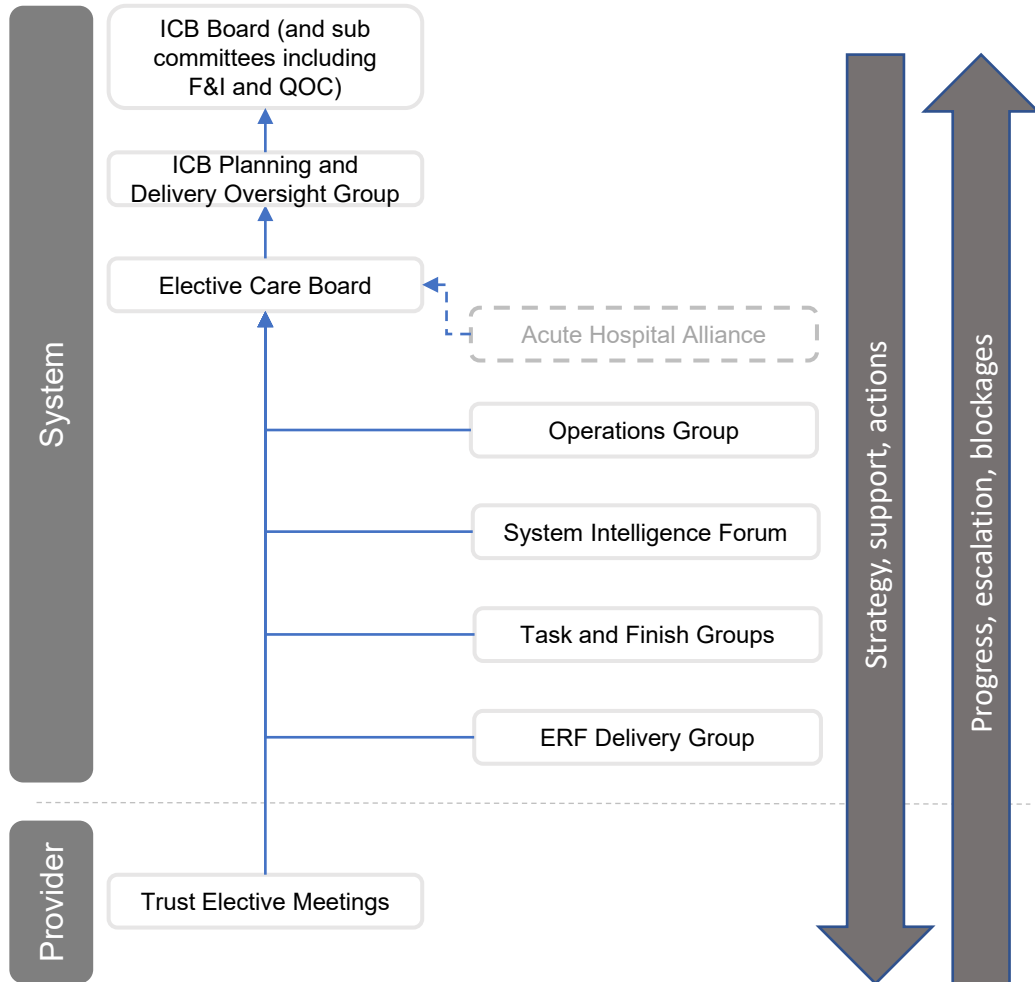 System
ICB Board (and sub
committees including
F&I and QOC)
ICB Planning and
Delivery Oversight Group
Elective Care Board
Acute Hospital Alliance
Operations Group
System Intelligence Forum
Task and Finish Groups
ERF Delivery Group
Provider
Trust Elective Meetings
Strategy, support, actions
Progress, escalation, blockages